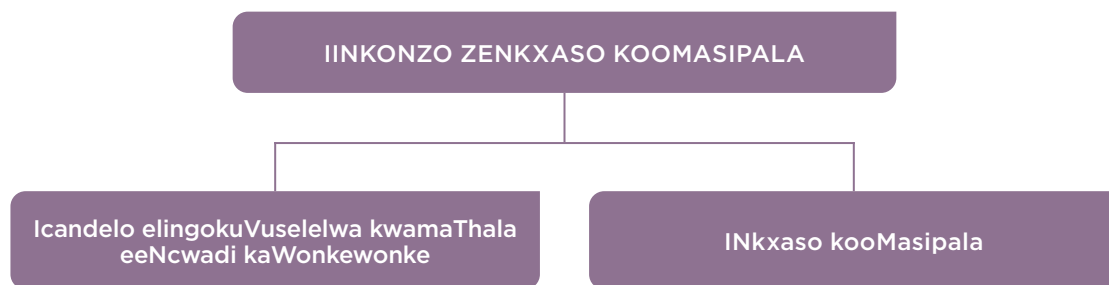 IINKONZO ZENKXASO KOOMASIPALA
Icandelo elingokuVuselelwa kwamaThala
eeNcwadi kaWonkewonke
INkxaso kooMasipala